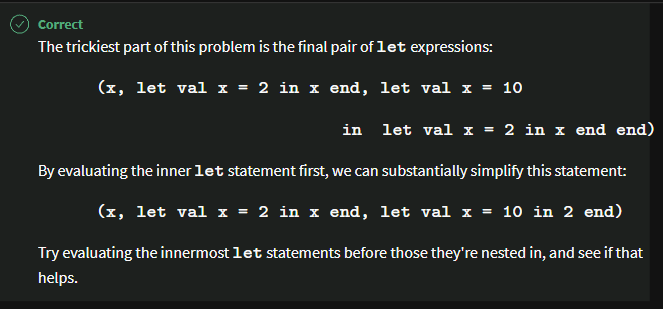 Correct
The trickiest part of this problem is the final pair of let expressions:
(x, let val x = 2 in x end, let val x = 10
in let val x = 2 in x end end)
By evaluating the inner let statement first, we can substantially simplify this statement:
(x, let val x = 2 in x end, let val x = 10 in 2 end)
Try evaluating the innermost let statements before those they're nested in, and see if that
helps.